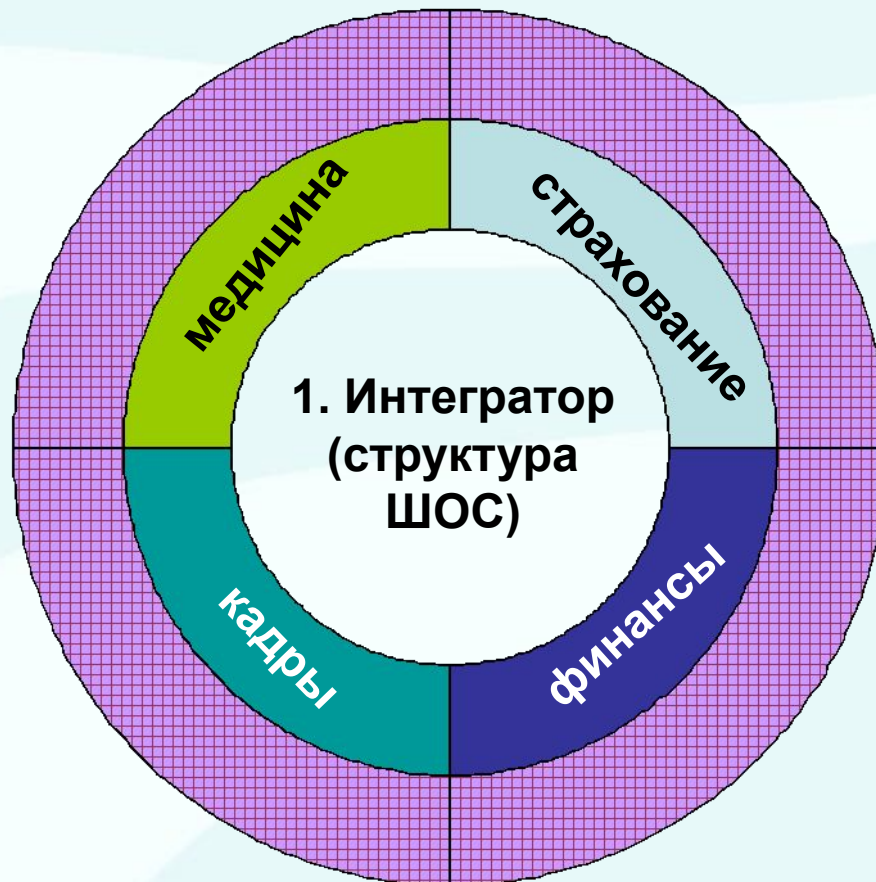 медицина
страхование
1. Интегратор
(структура
ШОС)
кадры
финансы